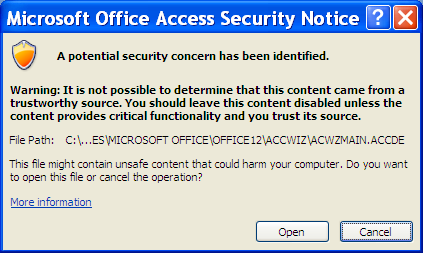 Microsoft Office Access Security Notice
A potential security concern has been identified.
Warning: It is not possible to determine that this content came from a
trustworthy source. You should leave this content disabled unless the
content provides critical functionality and you trust its source.
File Path: C:\...ES\MICROSOFT OFFICE\OFFICE12\ACCWIZ\ACWZMAIN.ACCDE
This file might contain unsafe content that could harm your computer. Do you want
to open this file or cancel the operation?
More information
Open Cancel